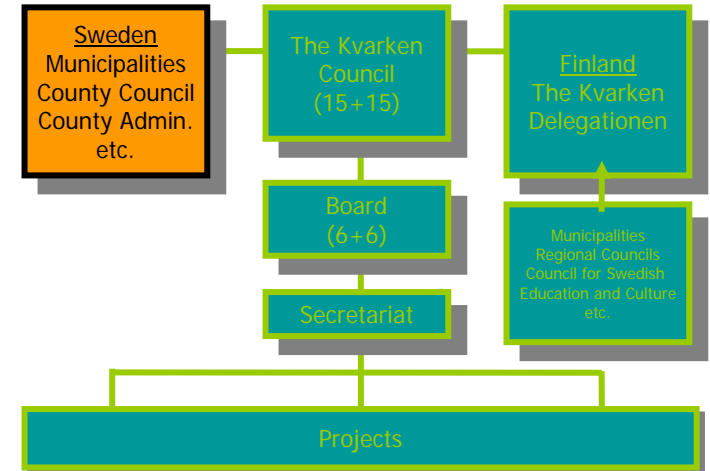 Sweden
Municipalities
County Council
County Admin.
etc.
The Kvarken
Council
(15+15)
Finland
The Kvarken
Delegationen
Board
(6+6)
Municipalities
Regional Councils
Council for Swedish
Education and Culture
etc.
Secretariat
Projects